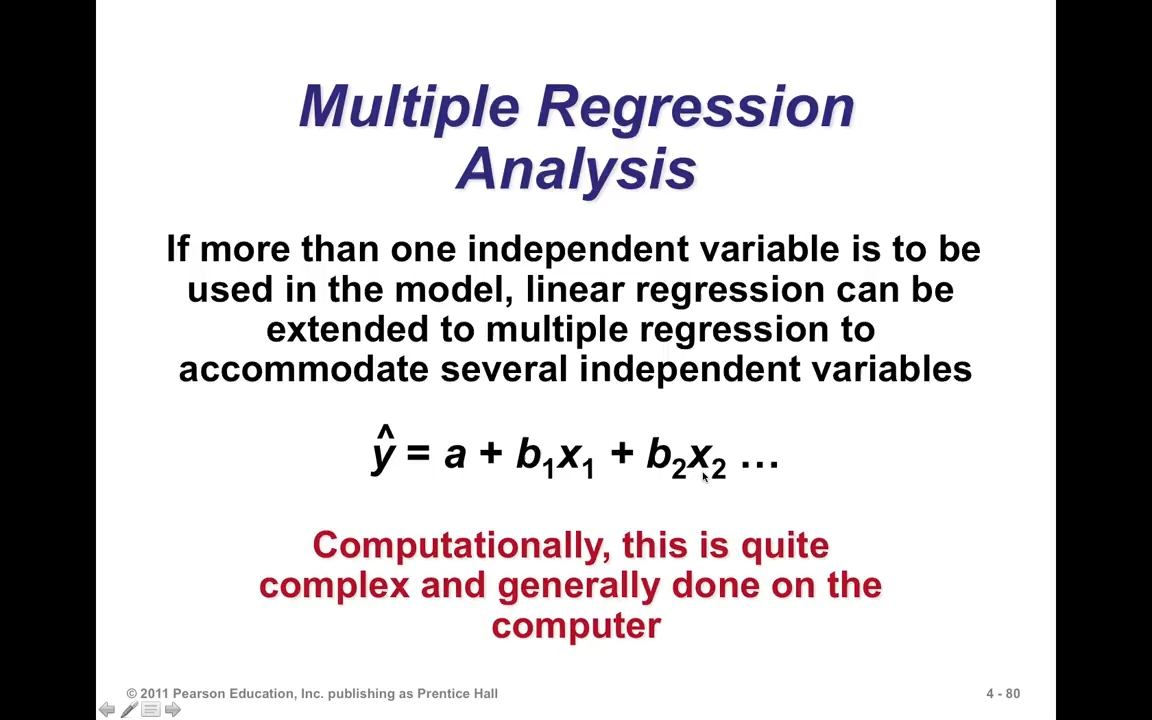 Multiple Regression
Analysis
If more than one independent variable is to be
used in the model, linear regression can be
extended to multiple regression to
accommodate several independent variables
ŷ = a + b₁x₁ + b₂x₂ …
Computationally, this is quite
complex and generally done on the
computer
© 2011 Pearson Education, Inc. publishing as Prentice Hall
4 - 80